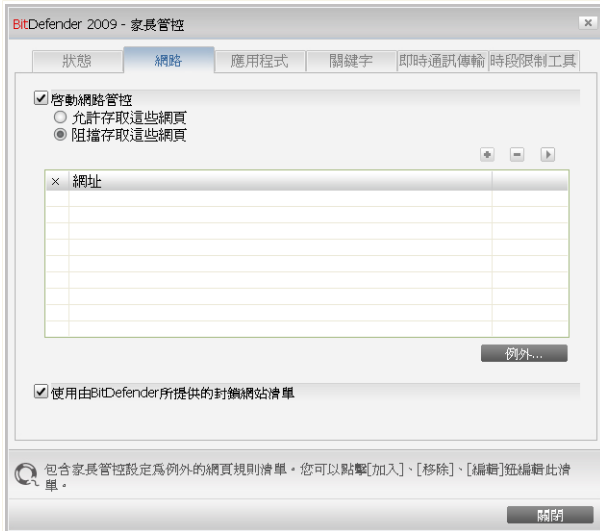 BitDefender 2009 - 家長管控
狀態 網路 應用程式 關鍵字 即時通訊傳輸 時段限制工具
啓動網路管控
允許存取這些網頁
阻擋存取這些網頁
× 網址
例外...
使用由BitDefender所提供的封鎖網站清單
包含家長管控設定爲例外的網頁規則清單。您可以點擊[加入]、[移除]、[編輯]鈕編輯此清
單。
關閉